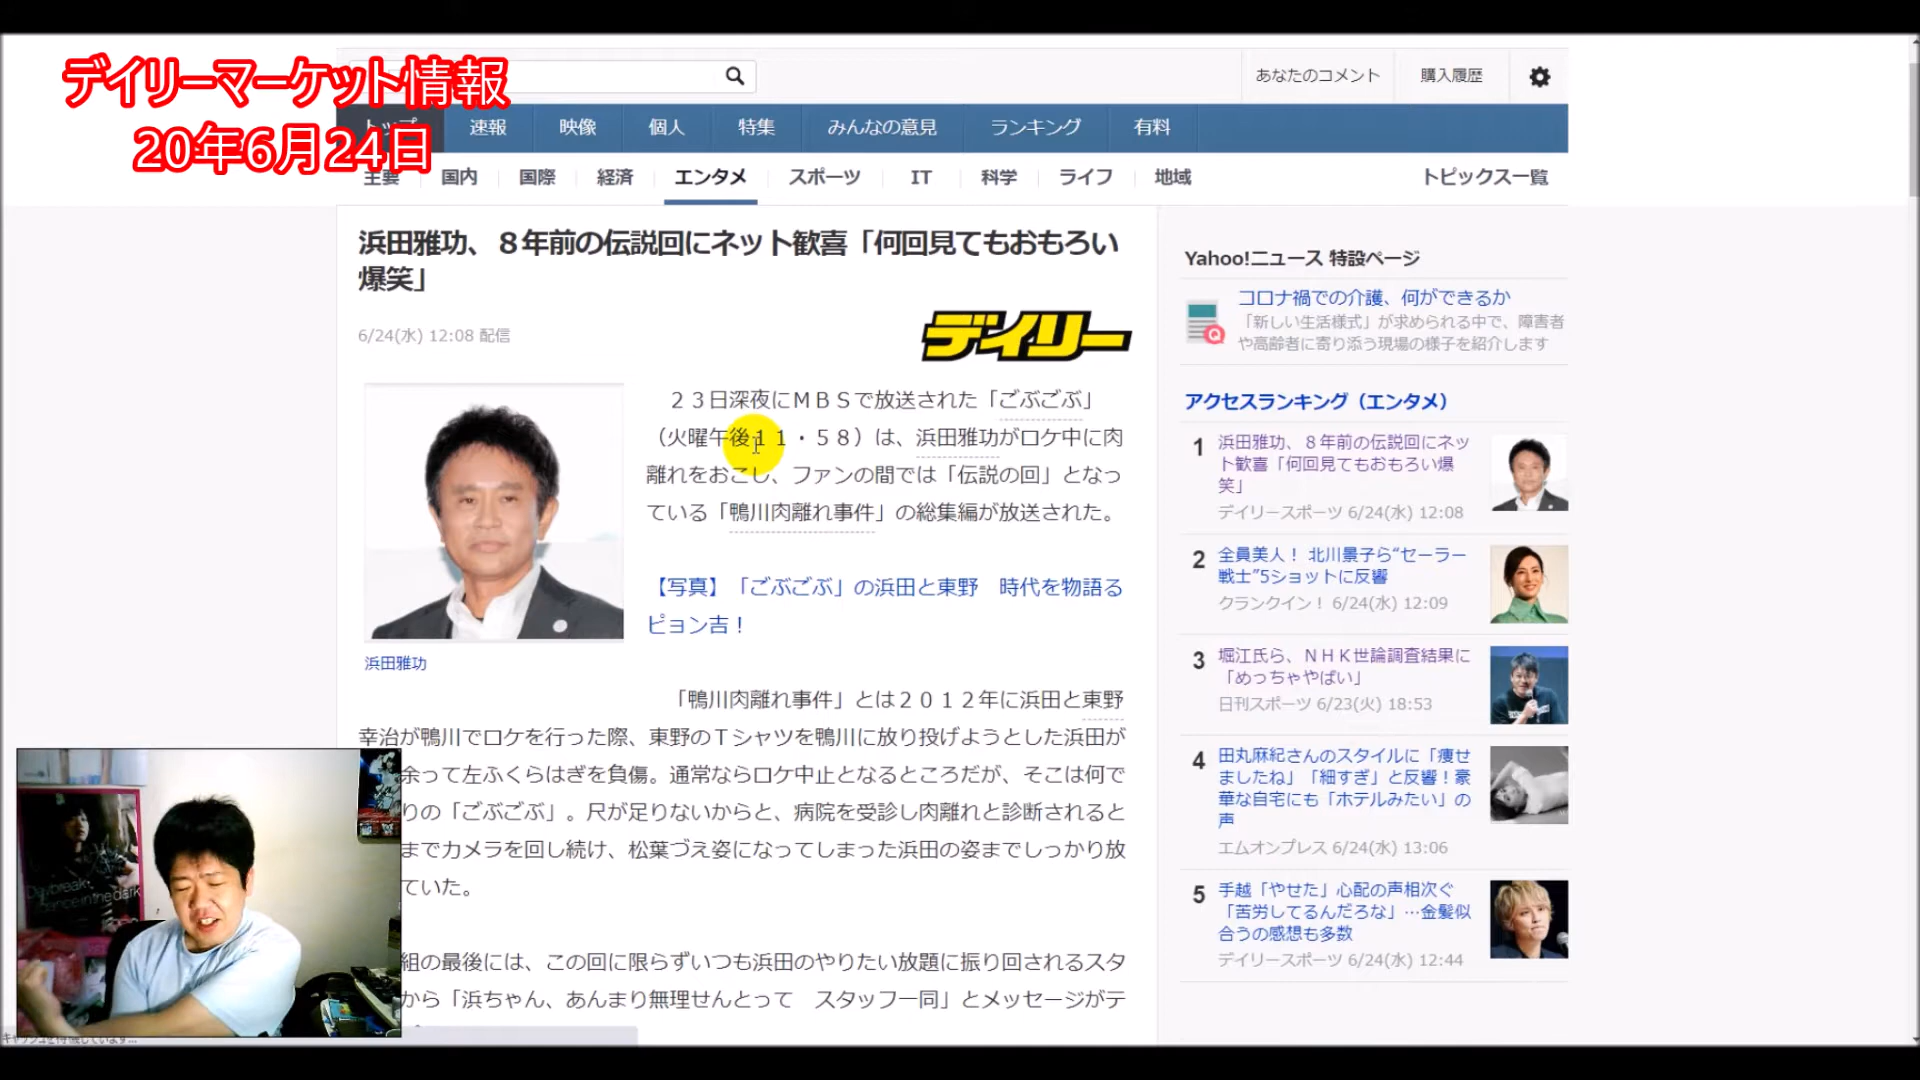 デイリーマーケット情報
20年6月24日
あなたのコメント
購入履歴
トップ
速報
映像
個人
特集
みんなの意見
ランキング
有料
主要
国内
国際
経済
エンタメ
スポーツ
IT
科学
ライフ
地域
トピックス一覧
浜田雅功、８年前の伝説回にネット歓喜「何回見てもおもろい
爆笑」
6/24(水) 12:08 配信
デイリー
２３日深夜にＭＢＳで放送された「ごぶごぶ」
（火曜午後１１・５８）は、浜田雅功がロケ中に肉
離れをおこし、ファンの間では「伝説の回」となっ
ている「鴨川肉離れ事件」の総集編が放送された。
【写真】「ごぶごぶ」の浜田と東野　時代を物語る
ピョン吉！
浜田雅功
「鴨川肉離れ事件」とは２０１２年に浜田と東野
幸治が鴨川でロケを行った際、東野のＴシャツを鴨川に放り投げようとした浜田が
余って左ふくらはぎを負傷。通常ならロケ中止となるところだが、そこは何で
りの「ごぶごぶ」。尺が足りないからと、病院を受診し肉離れと診断されると
までカメラを回し続け、松葉づえ姿になってしまった浜田の姿までしっかり放
ていた。
組の最後には、この回に限らずいつも浜田のやりたい放題に振り回されるスタ
から「浜ちゃん、あんまり無理せんとって　スタッフ一同」とメッセージがテ
Yahoo!ニュース 特設ページ
コロナ禍での介護、何ができるか
「新しい生活様式」が求められる中で、障害者
や高齢者に寄り添う現場の様子を紹介します
アクセスランキング（エンタメ）
1
浜田雅功、８年前の伝説回にネッ
ト歓喜「何回見てもおもろい爆
笑」
デイリースポーツ 6/24(水) 12:08
2
全員美人！ 北川景子ら“セーラー
戦士”5ショットに反響
クランクイン！ 6/24(水) 12:09
3
堀江氏ら、ＮＨＫ世論調査結果に
「めっちゃやばい」
日刊スポーツ 6/23(火) 18:53
4
田丸麻紀さんのスタイルに「痩せ
ましたね」「細すぎ」と反響！豪
華な自宅にも「ホテルみたい」の
声
エムオンプレス 6/24(水) 13:06
5
手越「やせた」心配の声相次ぐ
「苦労してるんだろな」…金髪似
合うの感想も多数
デイリースポーツ 6/24(水) 12:44
Daybreak
Dance in the dark